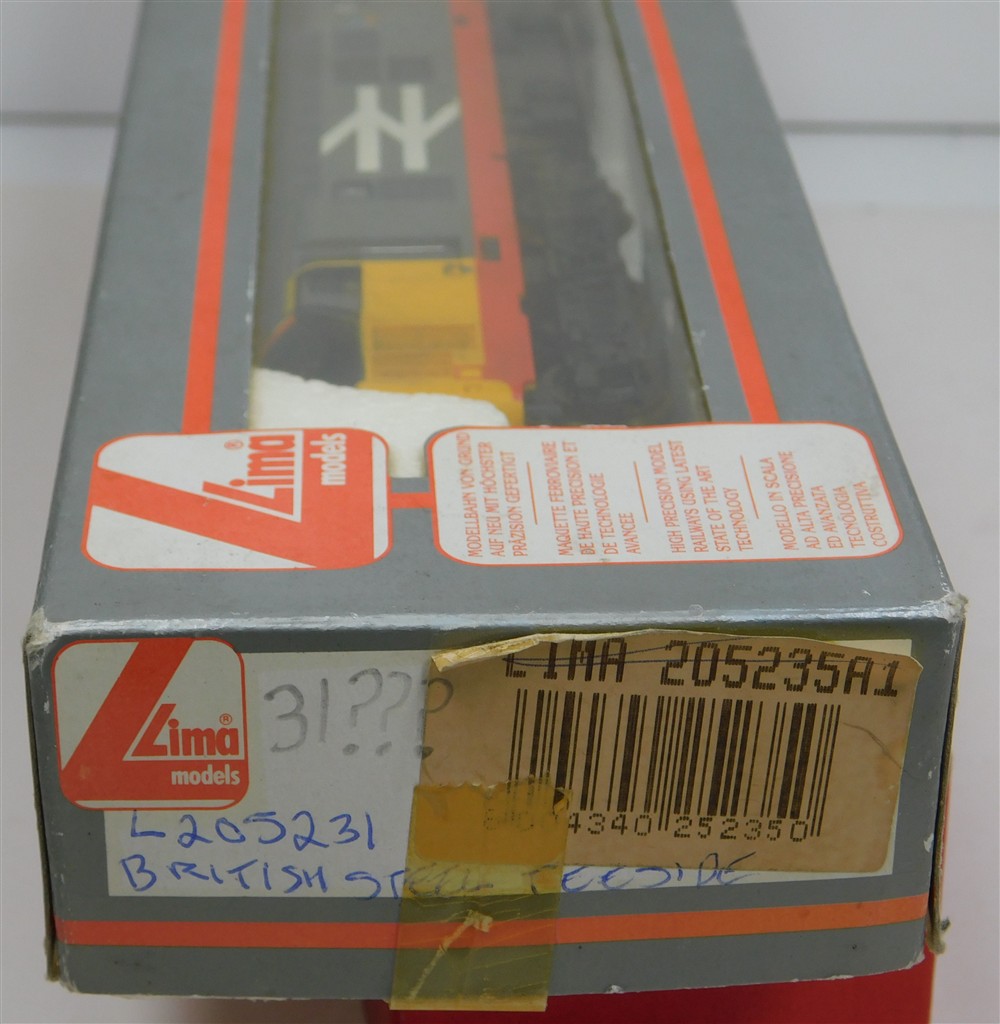 Lima®
models
MODELLBAHN VON GRUND
AUF NEU MIT HÖCHSTER
PRÄZISION GEFERTIGT
MAQUETTE FERROVIAIRE
DE HAUTE PRECISION ET
DE TECHNOLOGIE
AVANCEE
HIGH PRECISION MODEL
RAILWAYS USING LATEST
STATE OF THE ART
TECHNOLOGY
MODELLO IN SCALA
AD ALTA PRECISIONE
ED AVANZATA
TECNOLOGIA
COSTRUTTIVA
Lima®
models
31???
LIMA 205235A1
4340 252350
L205231
BRITISH STEEL TEESIDE